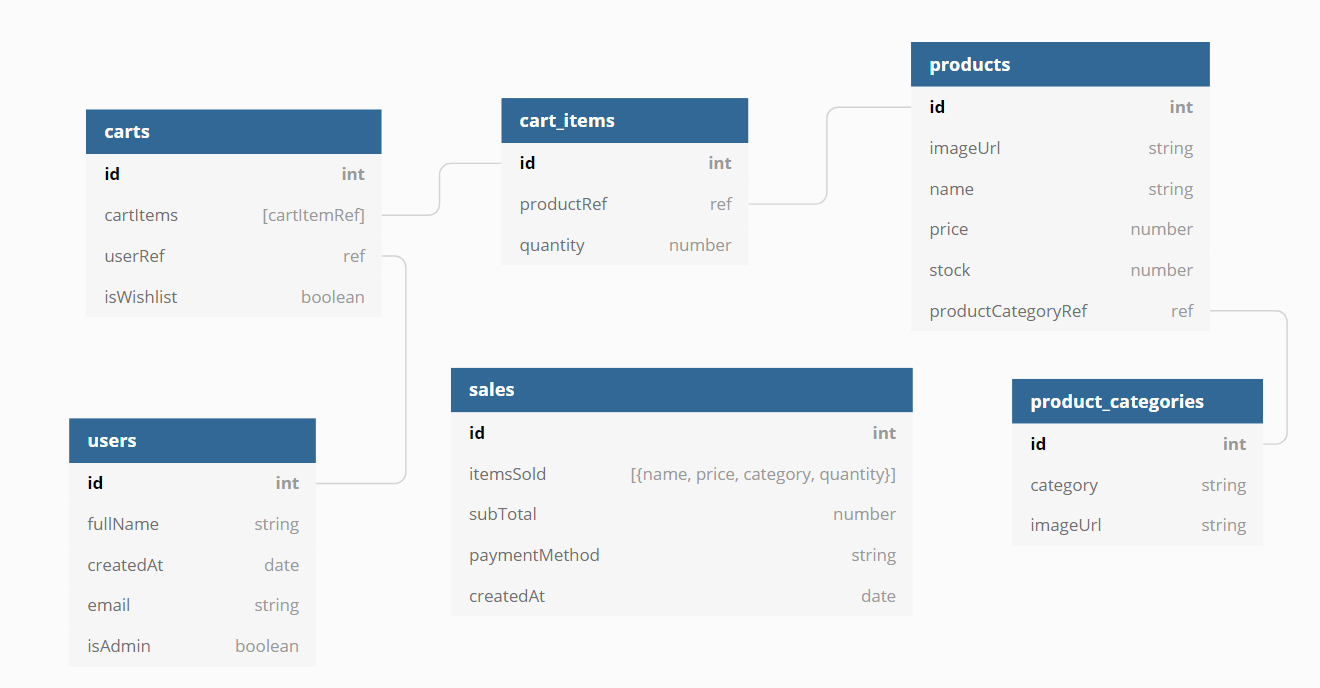 carts
id int
cartItems [cartItemRef]
userRef ref
isWishlist boolean
cart_items
id int
productRef ref
quantity number
products
id int
imageUrl string
name string
price number
stock number
productCategoryRef ref
users
id int
fullName string
createdAt date
email string
isAdmin boolean
sales
id int
itemsSold [{name, price, category, quantity}]
subTotal number
paymentMethod string
createdAt date
product_categories
id int
category string
imageUrl string